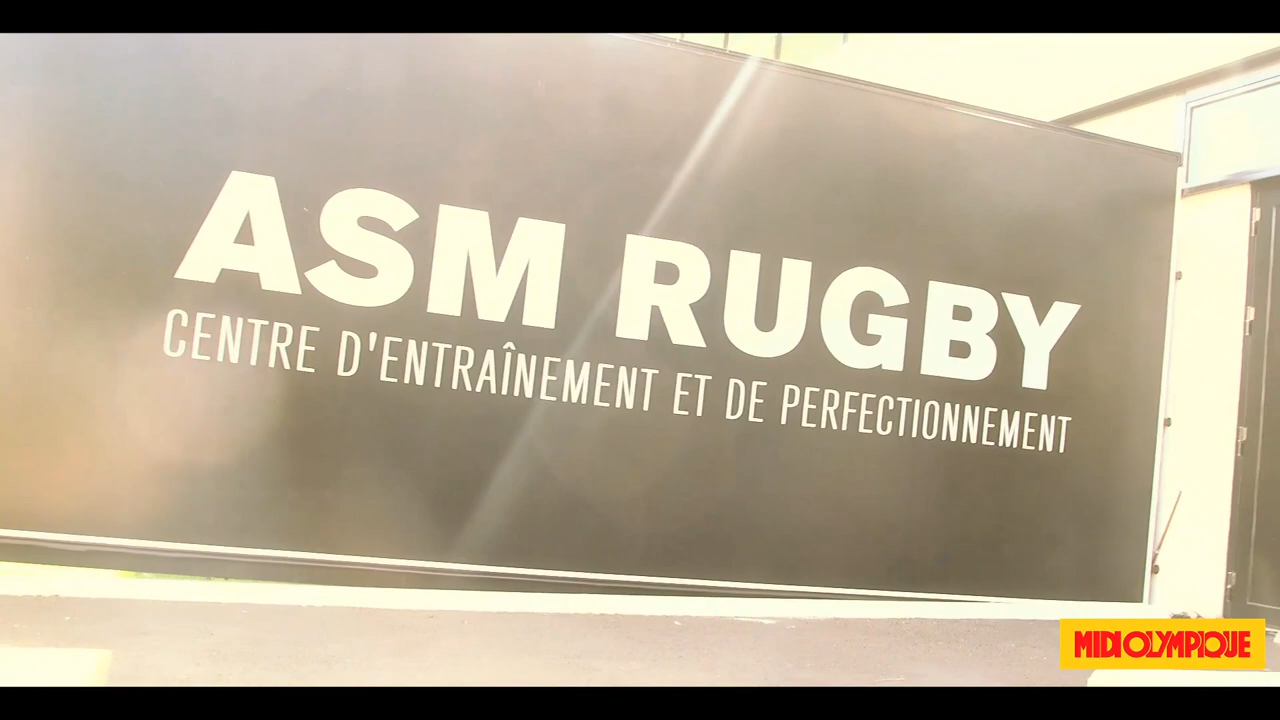 ASM RUGBY
CENTRE D'ENTRAÎNEMENT ET DE PERFECTIONNEMENT
MIDI OLYMPIQUE